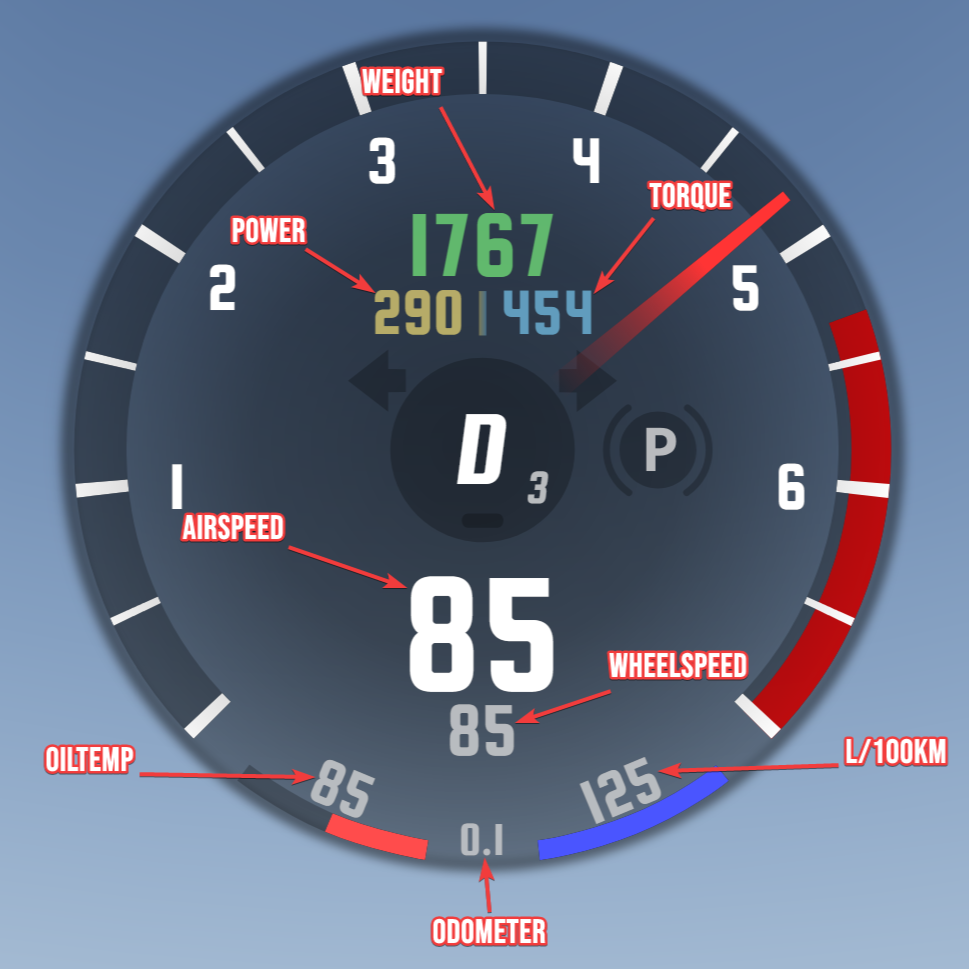 WEIGHT
3
4
TORQUE
1767
POWER
290 | 454
2
5
D
3
P
1
6
AIRSPEED
85
WHEELSPEED
85
OILTEMP
85
125
L/100KM
0.1
ODOMETER